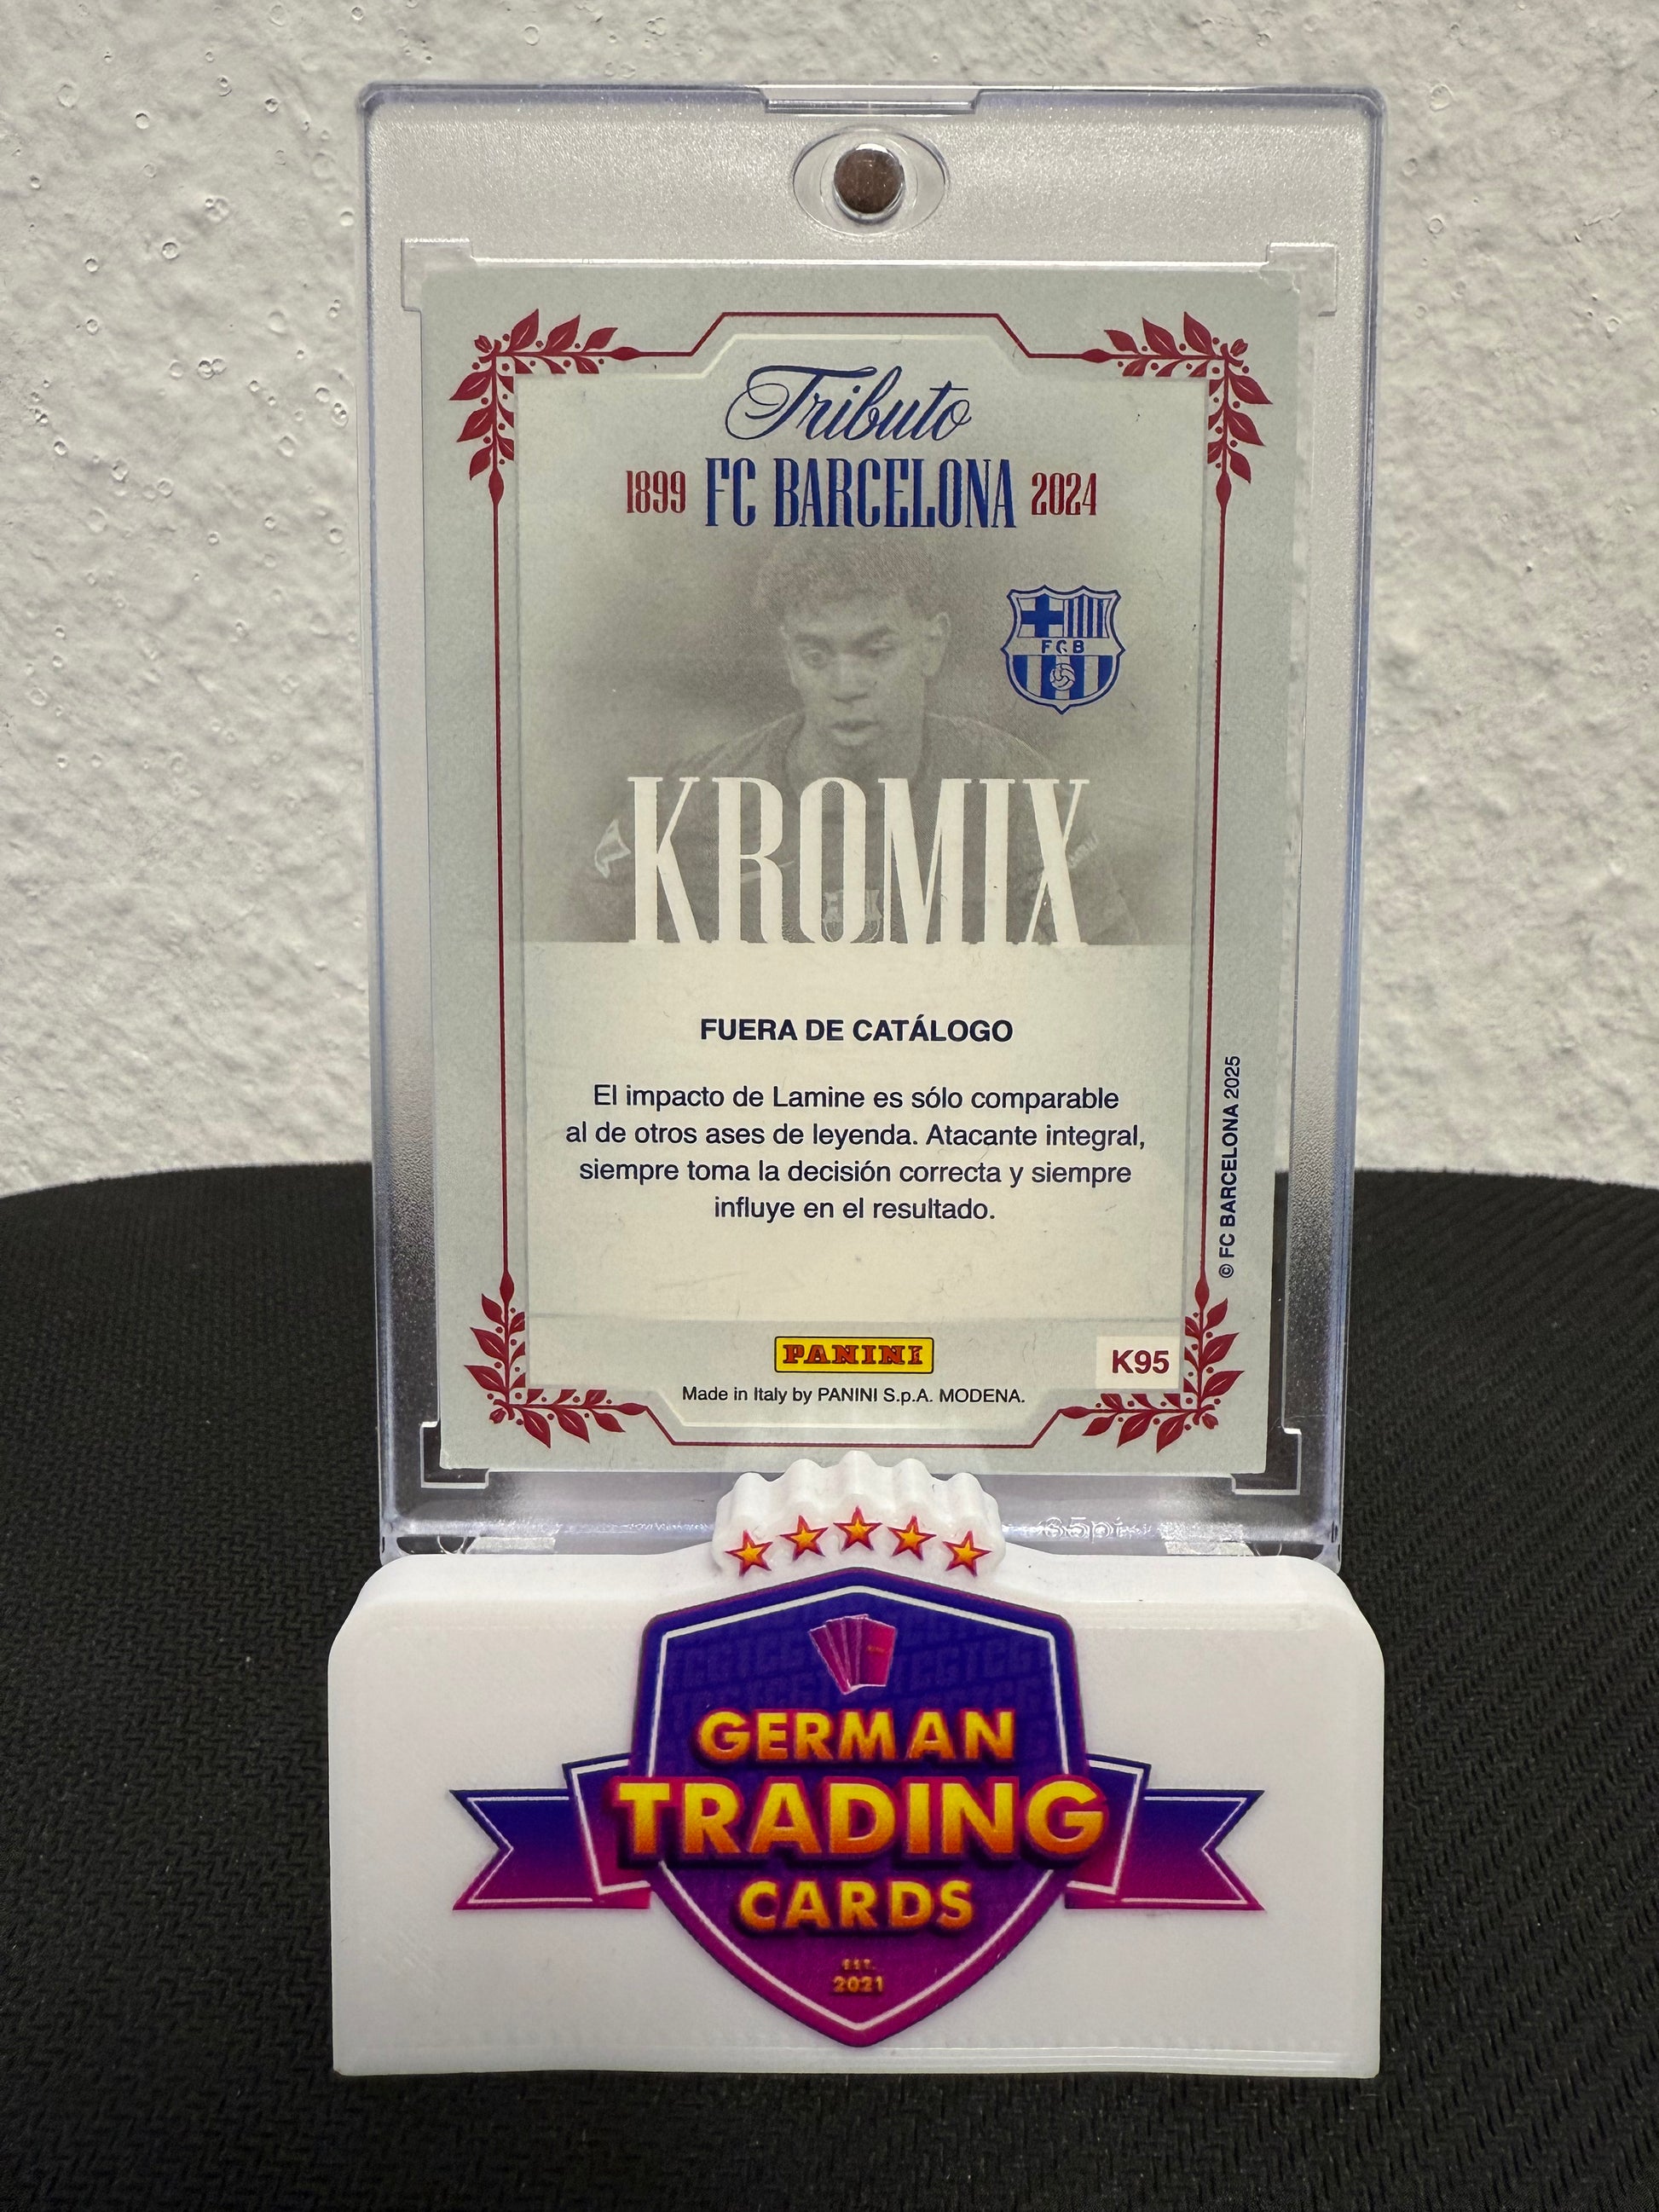 Tributo
1899 FC BARCELONA 2024
FCB
KROMIX
FUERA DE CATÁLOGO
El impacto de Lamine es sólo comparable
al de otros ases de leyenda. Atacante integral,
siempre toma la decisión correcta y siempre
influye en el resultado.
© FC BARCELONA 2025
PANINI
K95
Made in Italy by PANINI S.p.A. MODENA.
GERMAN
TRADING
CARDS
EST.
2021